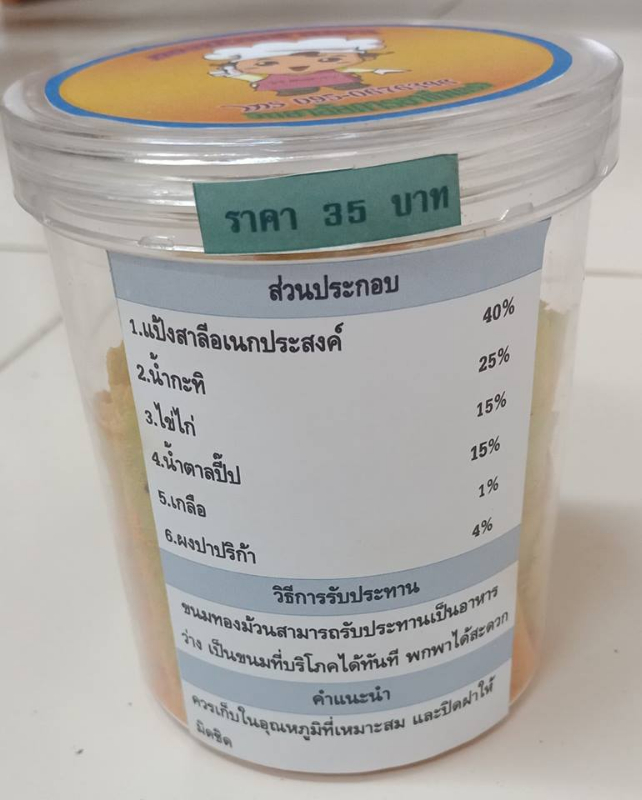 โทร 095-0676398
ราคา 35 บาท
ส่วนประกอบ
1.แป้งสาลีอเนกประสงค์ 40%
2.น้ำกะทิ 25%
3.ไข่ไก่ 15%
4.น้ำตาลปี๊ป 15%
5.เกลือ 1%
6.ผงปาปริก้า 4%
วิธีการรับประทาน
ขนมทองม้วนสามารถรับประทานเป็นอาหาร
ว่าง เป็นขนมที่บริโภคได้ทันที พกพาได้สะดวก
คำแนะนำ
ควรเก็บในอุณหภูมิที่เหมาะสม และปิดฝาให้
มิดชิด